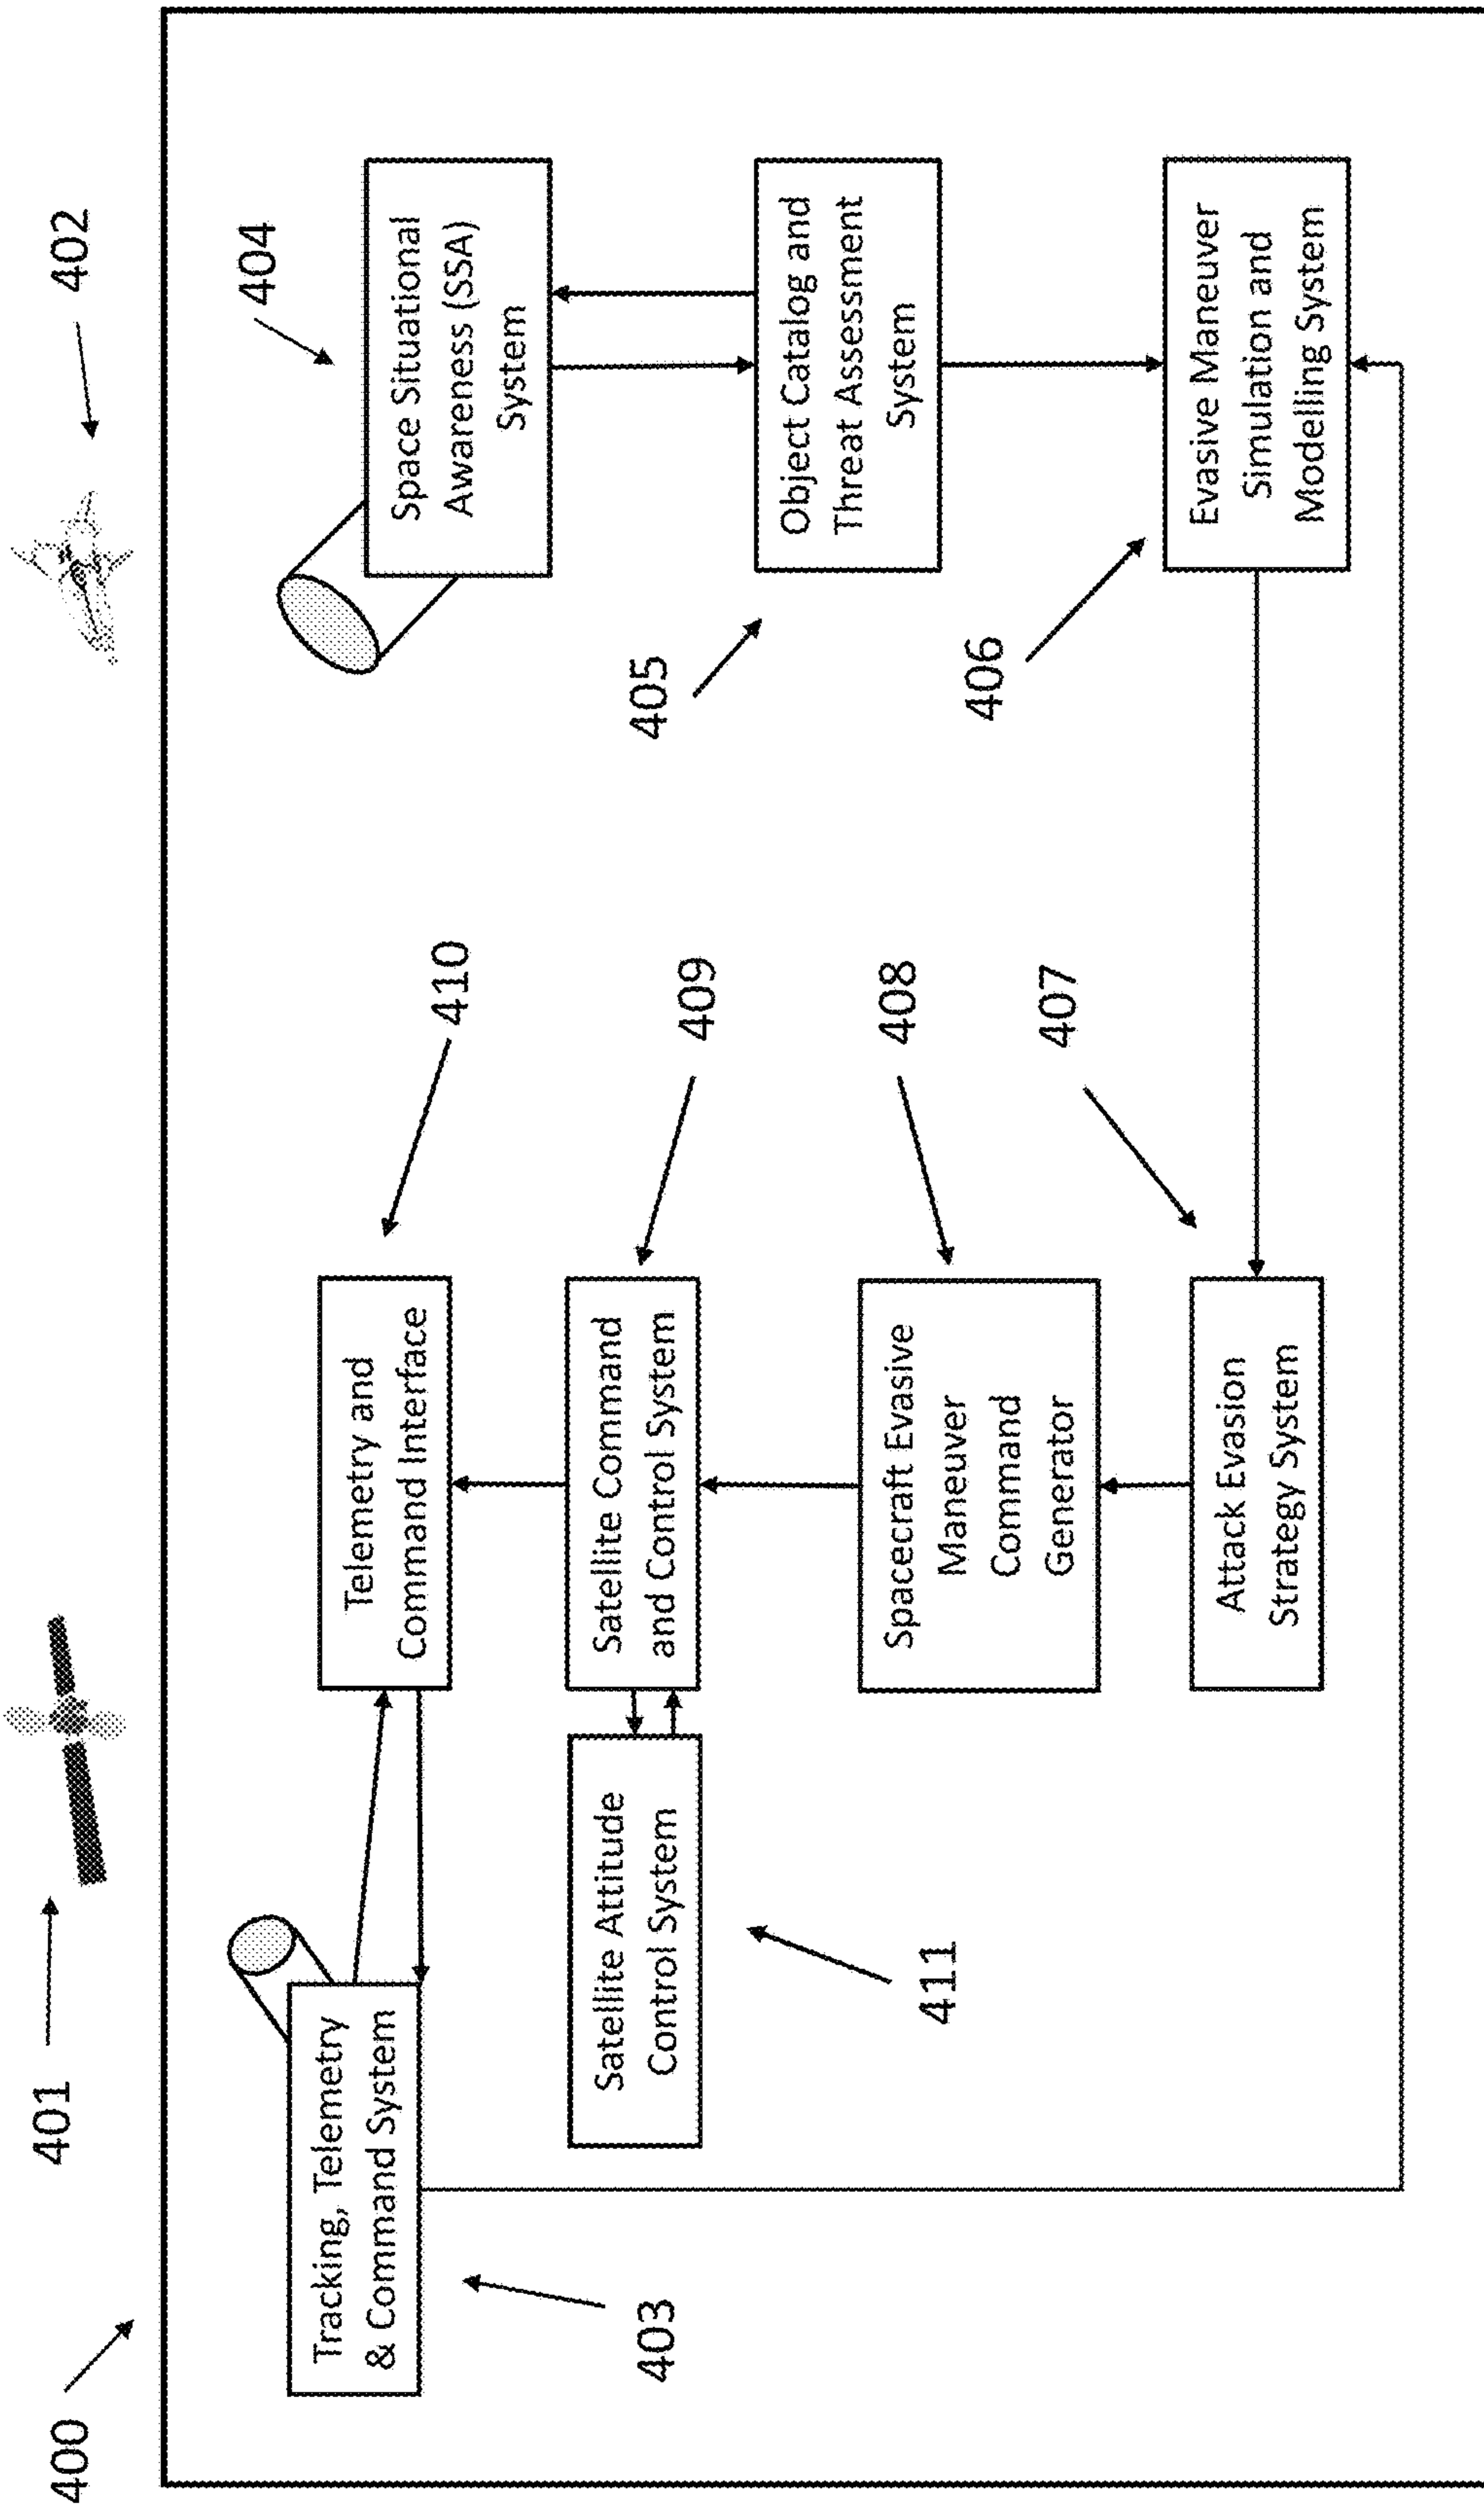 400
401
402
403
Tracking, Telemetry
& Command System
Telemetry and
Command Interface
410
404
Space Situational
Awareness (SSA)
System
Satellite Attitude
Control System
411
Satellite Command
and Control System
409
405
Object Catalog and
Threat Assessment
System
Spacecraft Evasive
Maneuver
Command
Generator
408
406
Evasive Maneuver
Simulation and
Modelling System
407
Attack Evasion
Strategy System